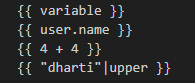 {{ variable }}
{{ user.name }}
{{ 4 + 4 }}
{{ "dharti"|upper }}